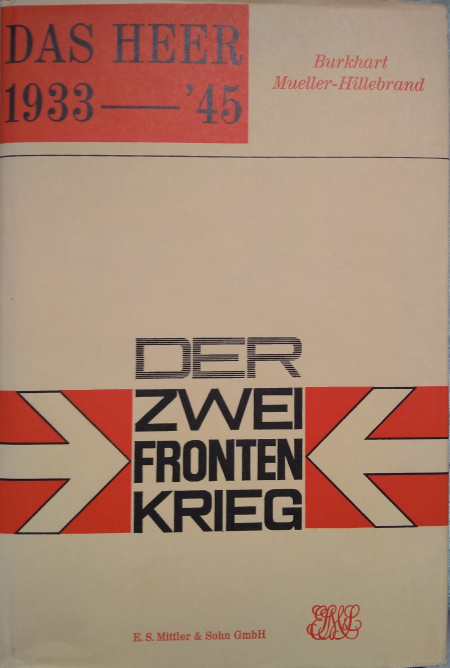 DAS HEER
1933—'45
Burkhart
Mueller-Hillebrand
DER
ZWEI
FRONTEN
KRIEG
E. S. Mittler & Sohn GmbH